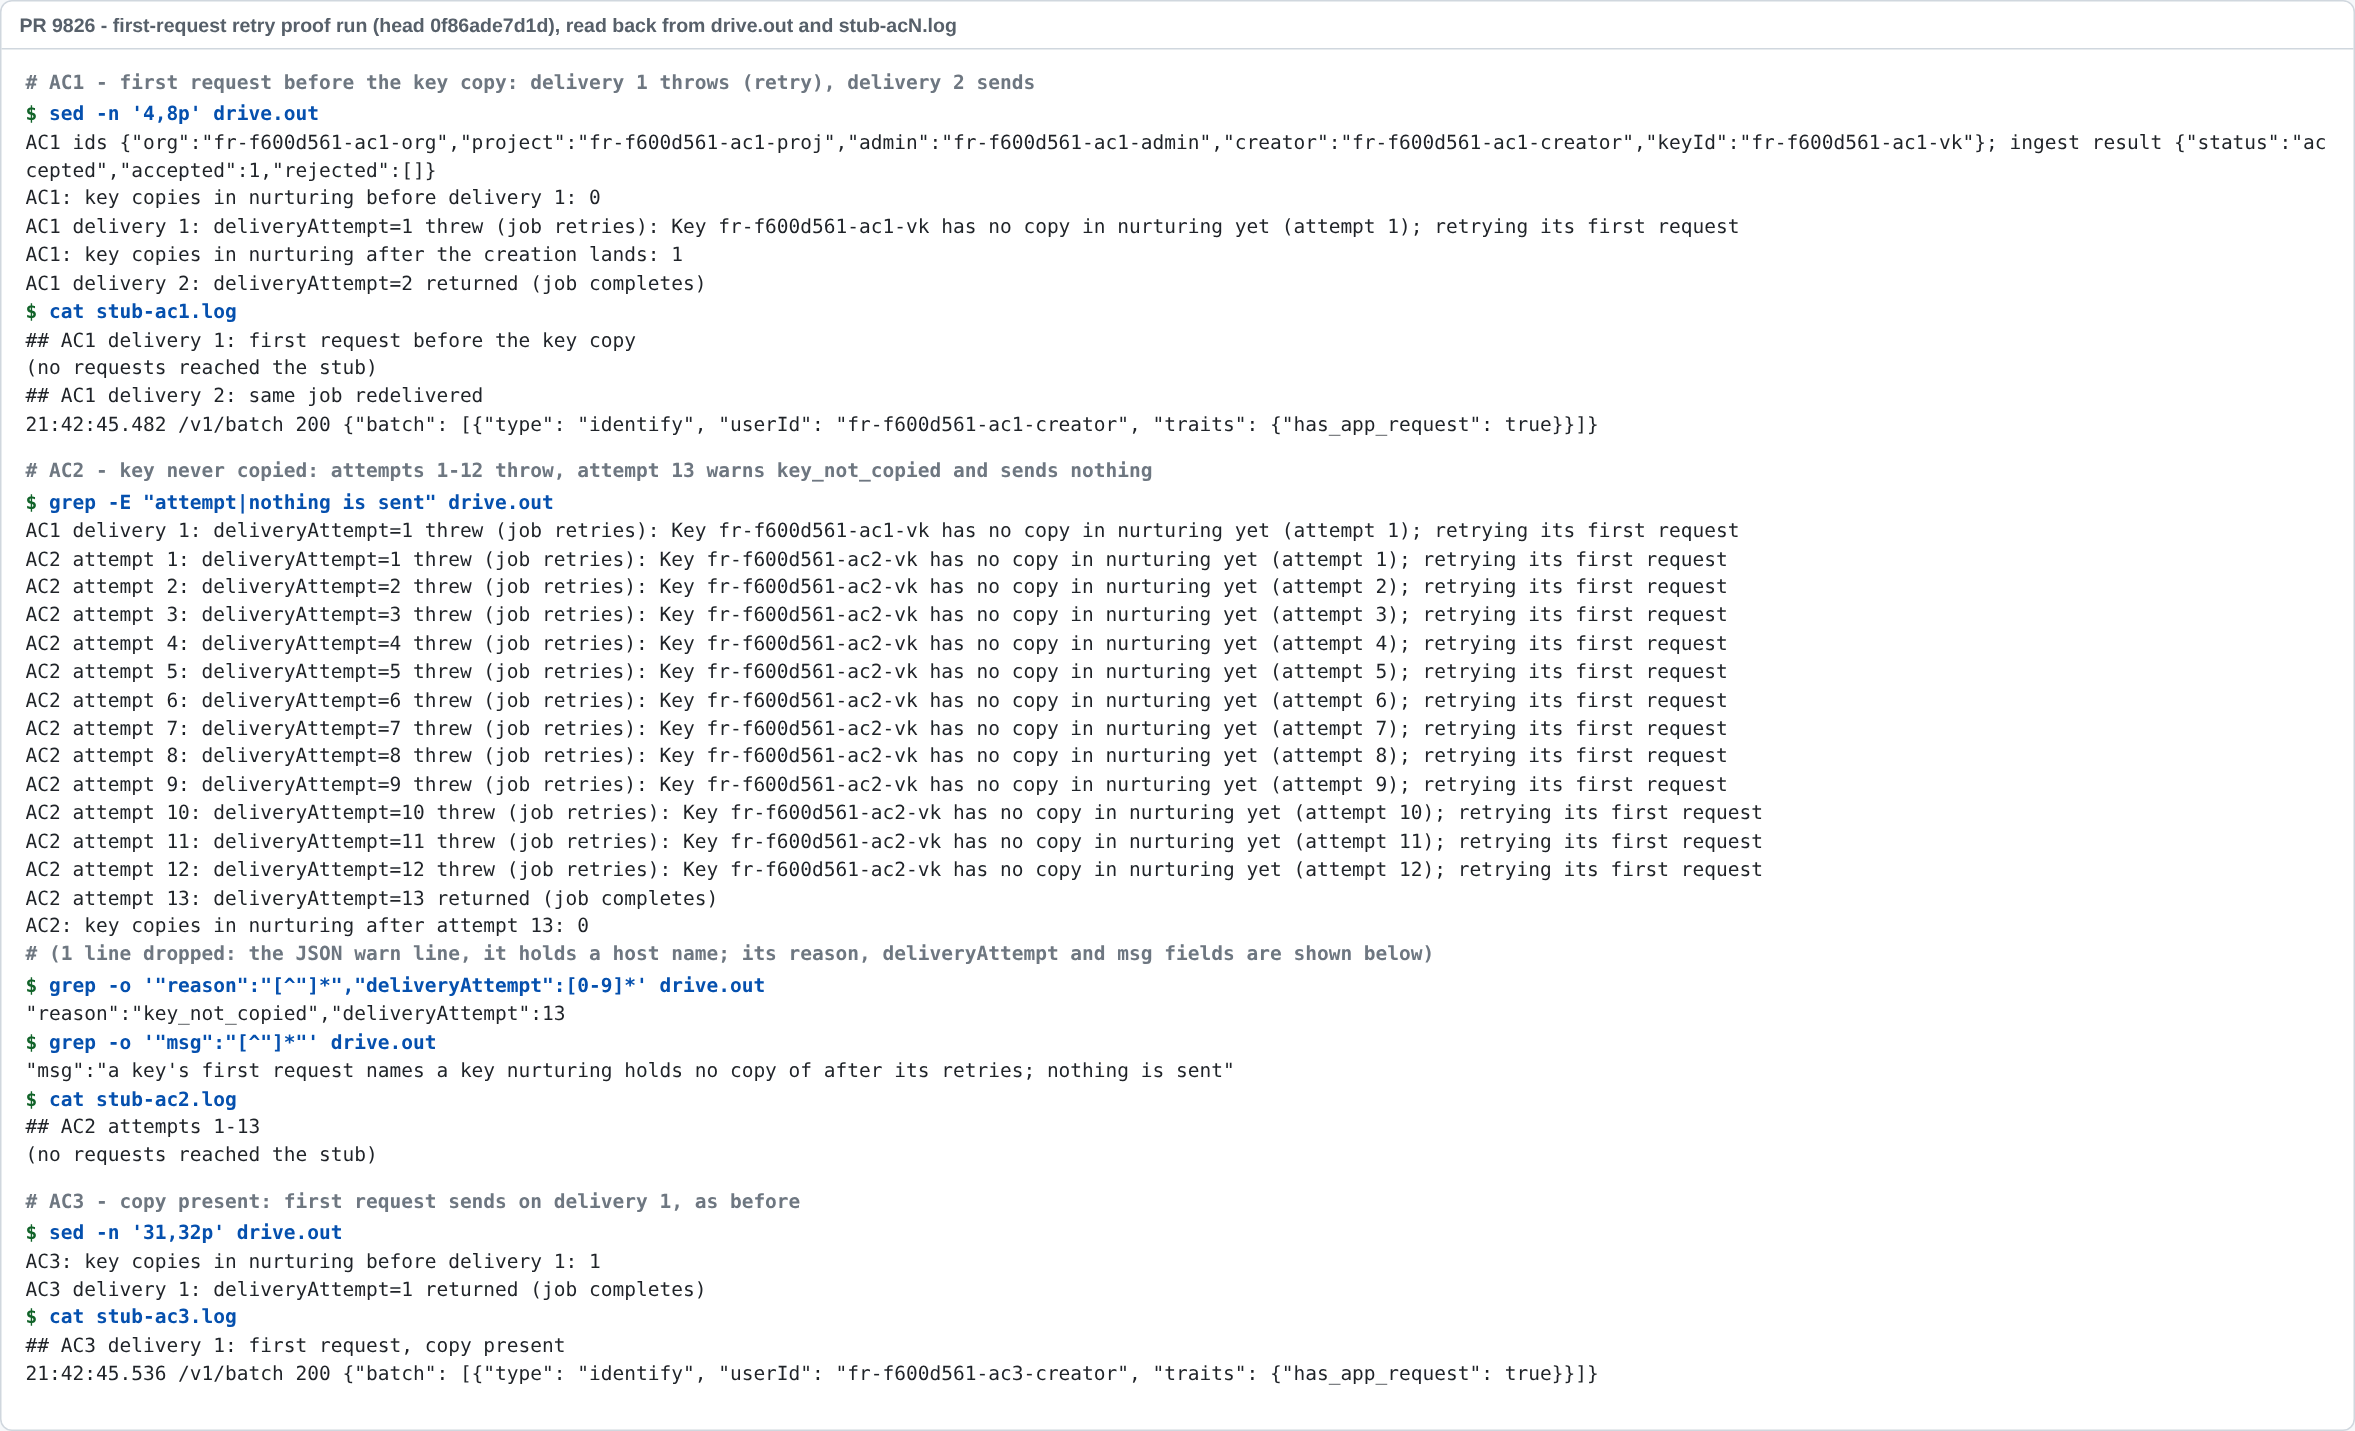 PR 9826 - first-request retry proof run (head 0f86ade7d1d), read back from drive.out and stub-acN.log
# AC1 - first request before the key copy: delivery 1 throws (retry), delivery 2 sends
$ sed -n '4,8p' drive.out
AC1 ids {"org":"fr-f600d561-ac1-org","project":"fr-f600d561-ac1-proj","admin":"fr-f600d561-ac1-admin","creator":"fr-f600d561-ac1-creator","keyId":"fr-f600d561-ac1-vk"}; ingest result {"status":"ac
cepted","accepted":1,"rejected":[]}
AC1: key copies in nurturing before delivery 1: 0
AC1 delivery 1: deliveryAttempt=1 threw (job retries): Key fr-f600d561-ac1-vk has no copy in nurturing yet (attempt 1); retrying its first request
AC1: key copies in nurturing after the creation lands: 1
AC1 delivery 2: deliveryAttempt=2 returned (job completes)
$ cat stub-ac1.log
## AC1 delivery 1: first request before the key copy
(no requests reached the stub)
## AC1 delivery 2: same job redelivered
21:42:45.482 /v1/batch 200 {"batch": [{"type": "identify", "userId": "fr-f600d561-ac1-creator", "traits": {"has_app_request": true}}]}
# AC2 - key never copied: attempts 1-12 throw, attempt 13 warns key_not_copied and sends nothing
$ grep -E "attempt|nothing is sent" drive.out
AC1 delivery 1: deliveryAttempt=1 threw (job retries): Key fr-f600d561-ac1-vk has no copy in nurturing yet (attempt 1); retrying its first request
AC2 attempt 1: deliveryAttempt=1 threw (job retries): Key fr-f600d561-ac2-vk has no copy in nurturing yet (attempt 1); retrying its first request
AC2 attempt 2: deliveryAttempt=2 threw (job retries): Key fr-f600d561-ac2-vk has no copy in nurturing yet (attempt 2); retrying its first request
AC2 attempt 3: deliveryAttempt=3 threw (job retries): Key fr-f600d561-ac2-vk has no copy in nurturing yet (attempt 3); retrying its first request
AC2 attempt 4: deliveryAttempt=4 threw (job retries): Key fr-f600d561-ac2-vk has no copy in nurturing yet (attempt 4); retrying its first request
AC2 attempt 5: deliveryAttempt=5 threw (job retries): Key fr-f600d561-ac2-vk has no copy in nurturing yet (attempt 5); retrying its first request
AC2 attempt 6: deliveryAttempt=6 threw (job retries): Key fr-f600d561-ac2-vk has no copy in nurturing yet (attempt 6); retrying its first request
AC2 attempt 7: deliveryAttempt=7 threw (job retries): Key fr-f600d561-ac2-vk has no copy in nurturing yet (attempt 7); retrying its first request
AC2 attempt 8: deliveryAttempt=8 threw (job retries): Key fr-f600d561-ac2-vk has no copy in nurturing yet (attempt 8); retrying its first request
AC2 attempt 9: deliveryAttempt=9 threw (job retries): Key fr-f600d561-ac2-vk has no copy in nurturing yet (attempt 9); retrying its first request
AC2 attempt 10: deliveryAttempt=10 threw (job retries): Key fr-f600d561-ac2-vk has no copy in nurturing yet (attempt 10); retrying its first request
AC2 attempt 11: deliveryAttempt=11 threw (job retries): Key fr-f600d561-ac2-vk has no copy in nurturing yet (attempt 11); retrying its first request
AC2 attempt 12: deliveryAttempt=12 threw (job retries): Key fr-f600d561-ac2-vk has no copy in nurturing yet (attempt 12); retrying its first request
AC2 attempt 13: deliveryAttempt=13 returned (job completes)
AC2: key copies in nurturing after attempt 13: 0
# (1 line dropped: the JSON warn line, it holds a host name; its reason, deliveryAttempt and msg fields are shown below)
$ grep -o '"reason":"[^"]*","deliveryAttempt":[0-9]*' drive.out
"reason":"key_not_copied","deliveryAttempt":13
$ grep -o '"msg":"[^"]*"' drive.out
"msg":"a key's first request names a key nurturing holds no copy of after its retries; nothing is sent"
$ cat stub-ac2.log
## AC2 attempts 1-13
(no requests reached the stub)
# AC3 - copy present: first request sends on delivery 1, as before
$ sed -n '31,32p' drive.out
AC3: key copies in nurturing before delivery 1: 1
AC3 delivery 1: deliveryAttempt=1 returned (job completes)
$ cat stub-ac3.log
## AC3 delivery 1: first request, copy present
21:42:45.536 /v1/batch 200 {"batch": [{"type": "identify", "userId": "fr-f600d561-ac3-creator", "traits": {"has_app_request": true}}]}